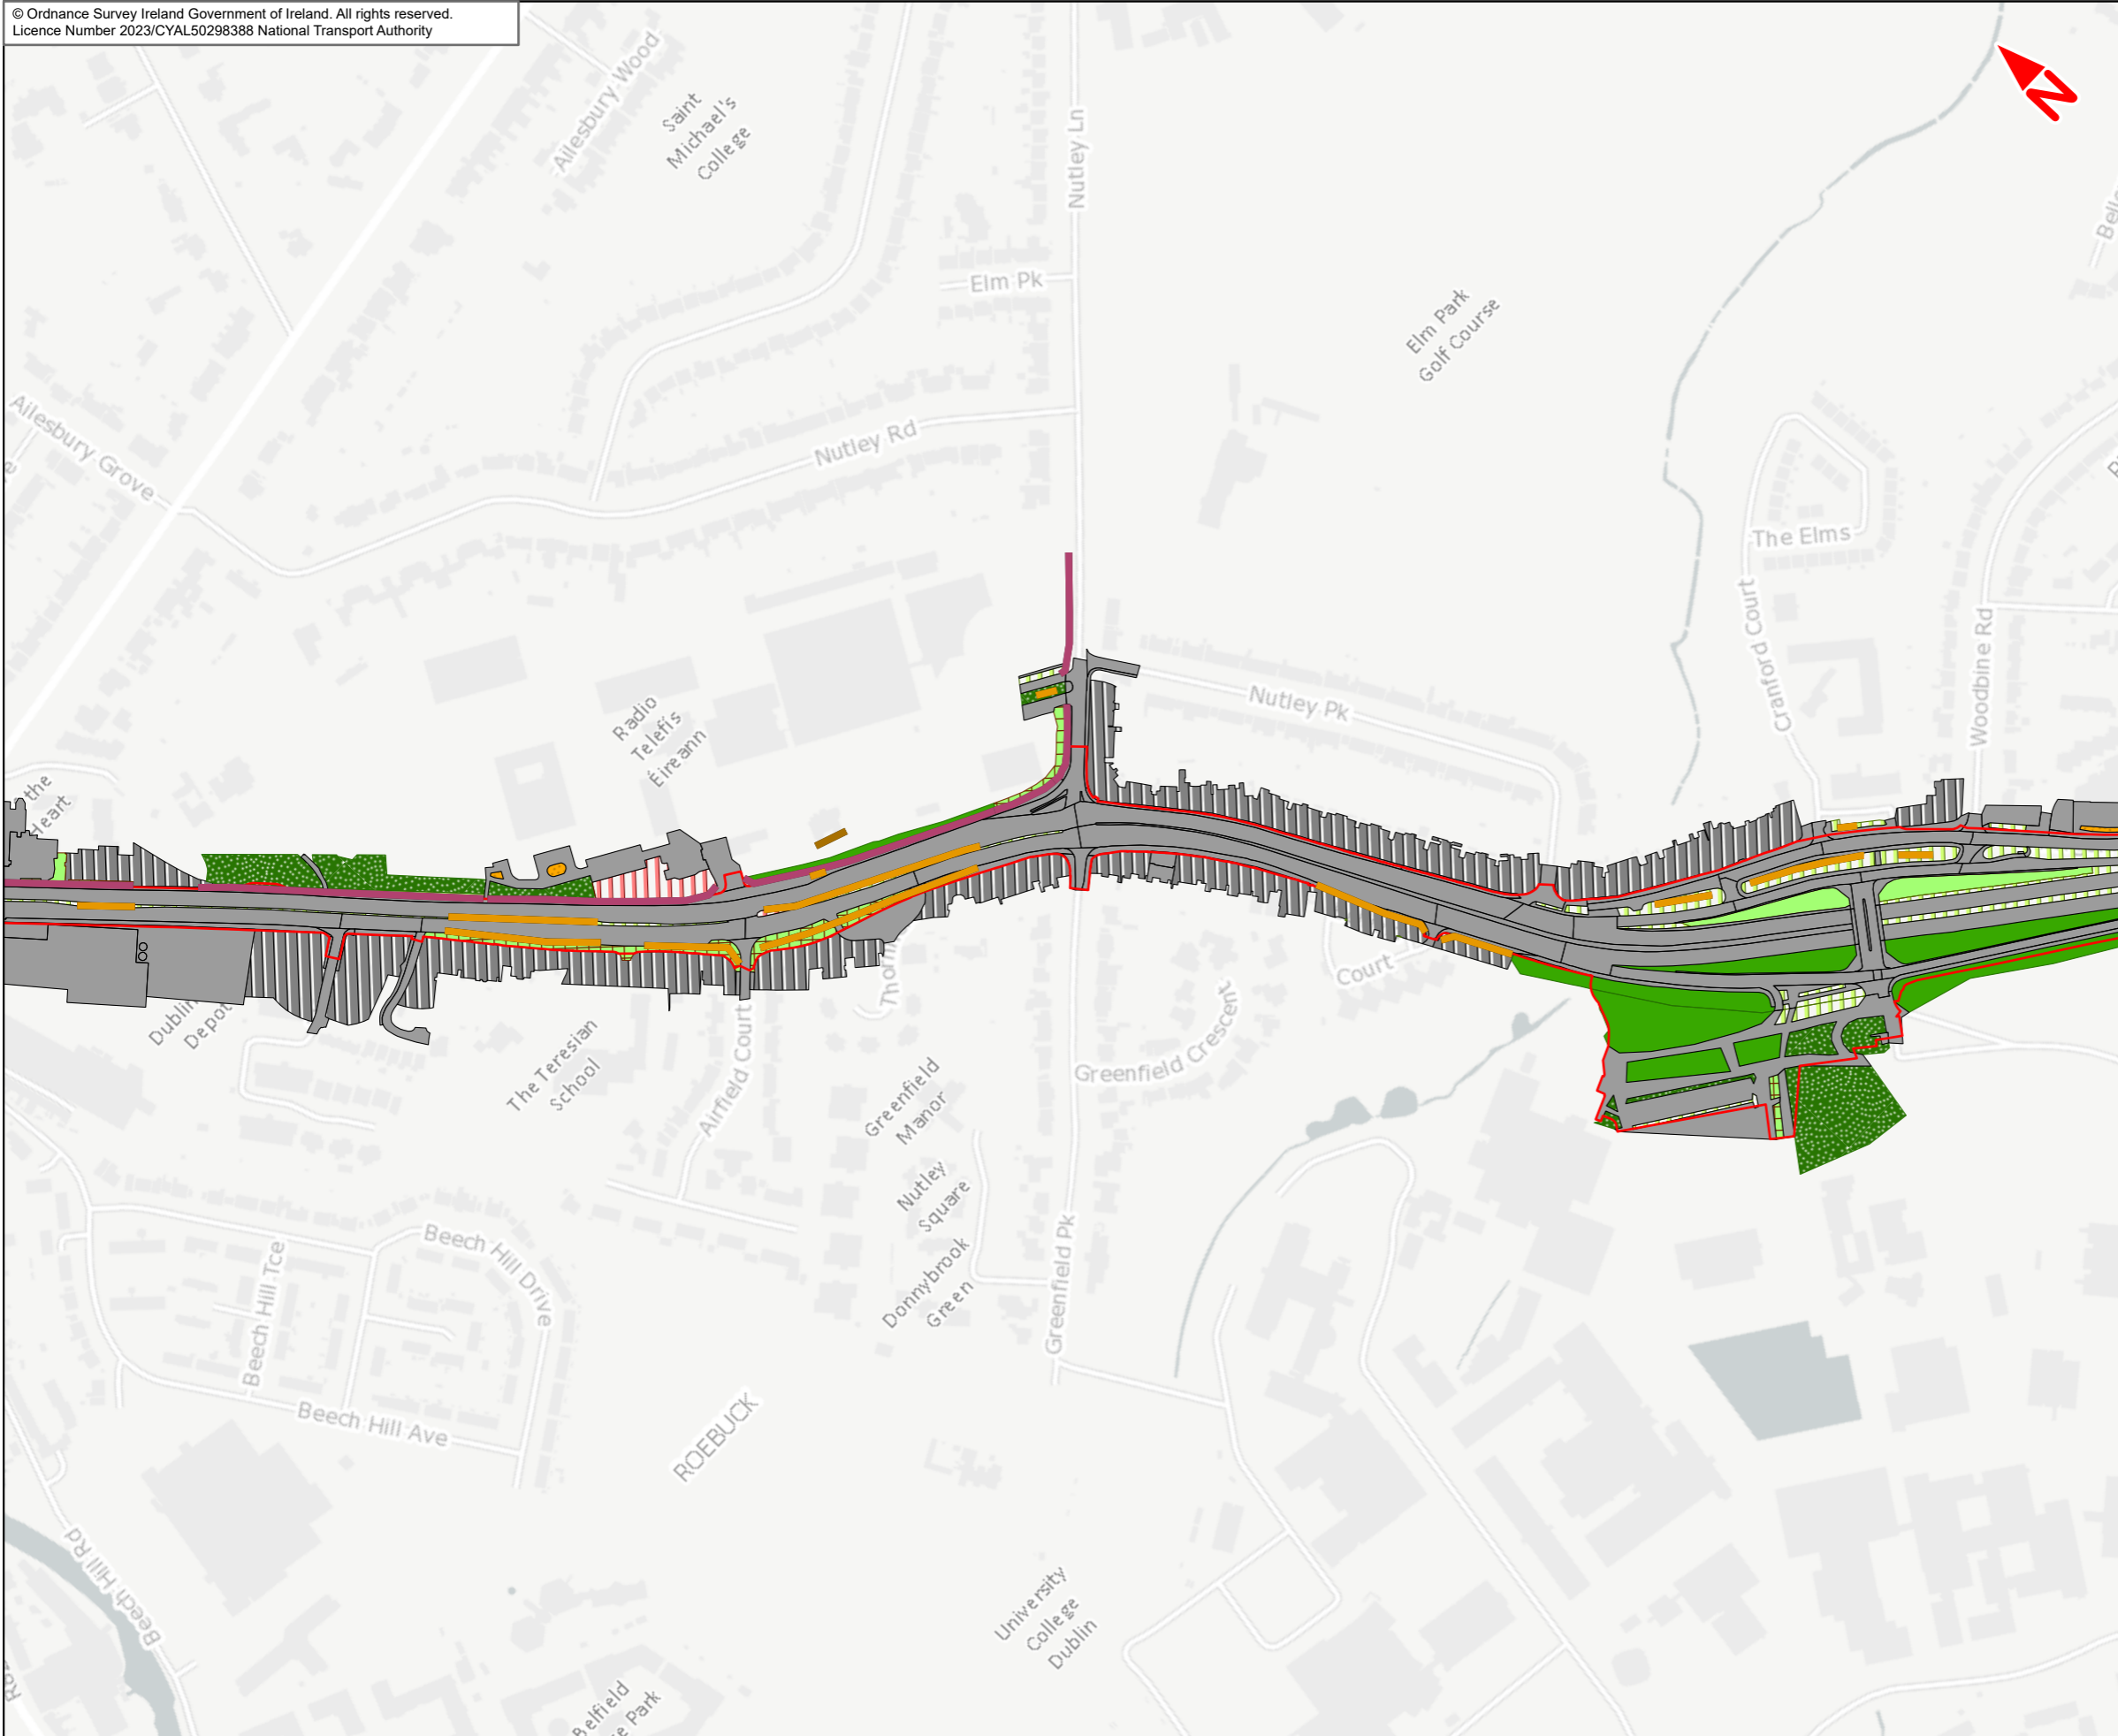 © Ordnance Survey Ireland Government of Ireland. All rights reserved.
Licence Number 2023/CYAL50298388 National Transport Authority
N
Ailesbury Wood
Saint
Michael's
College
Nutley Ln
Elm Pk
Elm Park
Golf Course
Ailesbury Grove
Nutley Rd
The Elms
Cranford Court
Woodbine Rd
Nutley Pk
Radio
Telefís
Éireann
the
Heart
Dublin
Depot
The Teresian
School
Airfield Court
Greenfield
Manor
Court
Greenfield Crescent
Nutley
Square
Donnybrook
Green
Greenfield Pk
Beech Hill Tce
Beech Hill Drive
Beech Hill Ave
ROEBUCK
Beech Hill Rd
University
College
Dublin
Belfield
Park